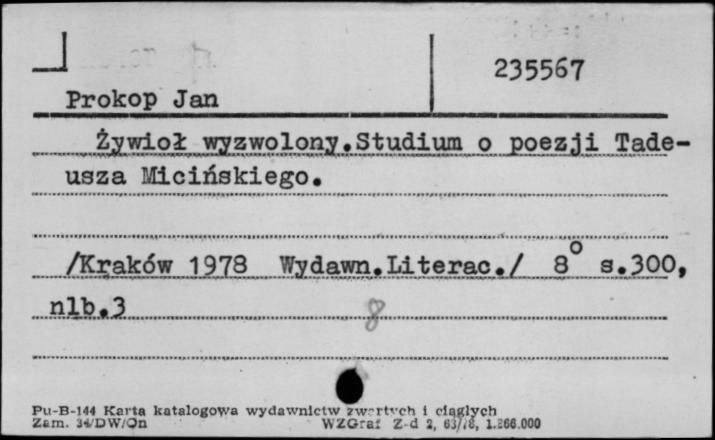 235567
Prokop Jan
Żywioł wyzwolony.Studium o poezji Tade-
usza Micińskiego.
/Kraków 1978 Wydawn.Literac./ 8° s.300,
nlb.3
8
Pu-B-144 Karta katalogowa wydawnictw zwartych i ciągłych
Zam. 34/DW/On WZGraf Z-d 2, 63/78, 1.266.000